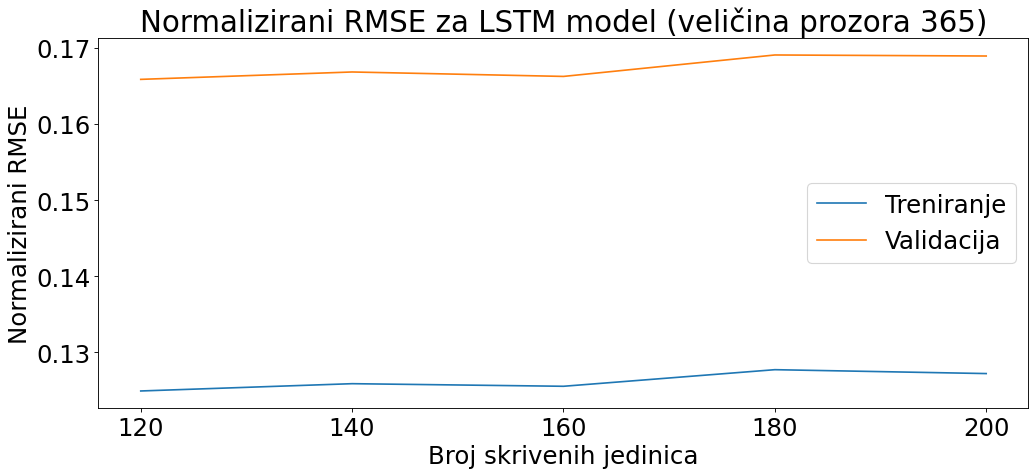 Normalizirani RMSE za LSTM model (veličina prozora 365)
Normalizirani RMSE
0.17
0.16
0.15
0.14
0.13
Treniranje
Validacija
120
140
160
180
200
Broj skrivenih jedinica